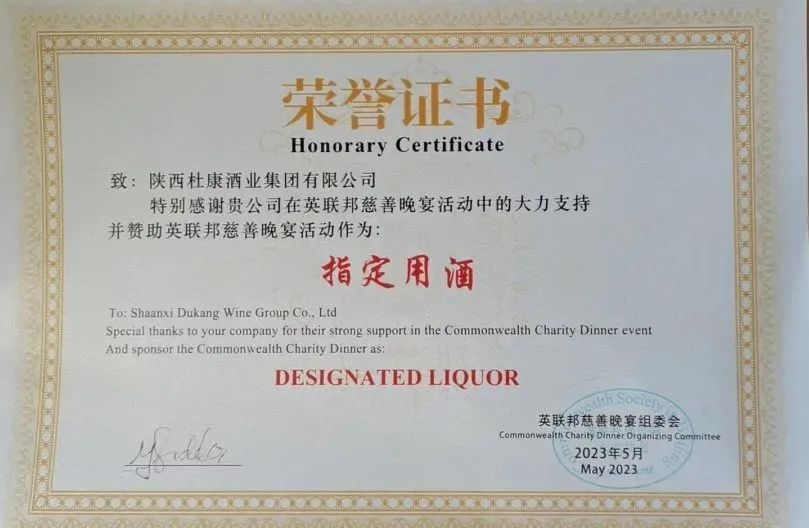 荣誉证书
Honorary Certificate
致：陕西杜康酒业集团有限公司
特别感谢贵公司在英联邦慈善晚宴活动中的大力支持
并赞助英联邦慈善晚宴活动作为：
指定用酒
To: Shaanxi Dukang Wine Group Co., Ltd
Special thanks to your company for their strong support in the Commonwealth Charity Dinner event
And sponsor the Commonwealth Charity Dinner as:
DESIGNATED LIQUOR
英联邦慈善晚宴组委会
Commonwealth Charity Dinner Organizing Committee
2023年5月
May 2023